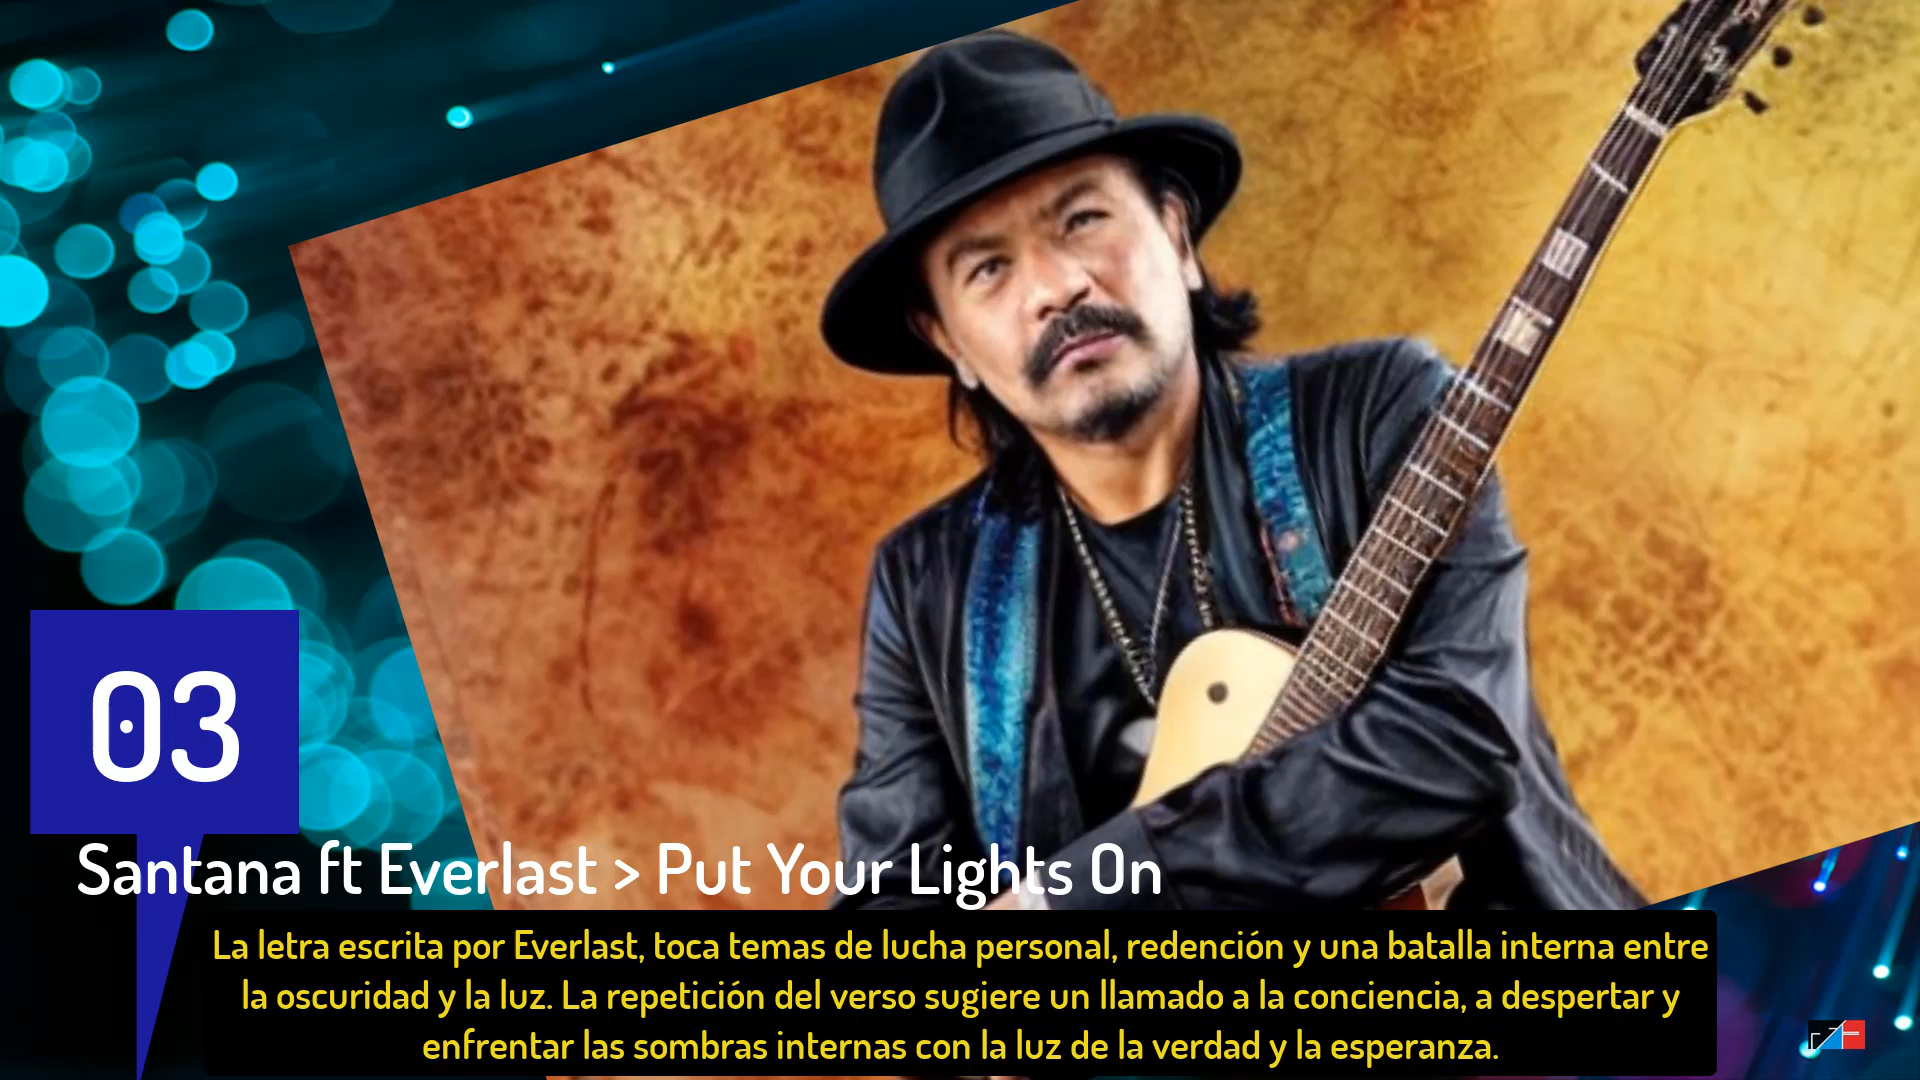 03
Santana ft Everlast > Put Your Lights On
La letra escrita por Everlast, toca temas de lucha personal, redención y una batalla interna entre
la oscuridad y la luz. La repetición del verso sugiere un llamado a la conciencia, a despertar y
enfrentar las sombras internas con la luz de la verdad y la esperanza.